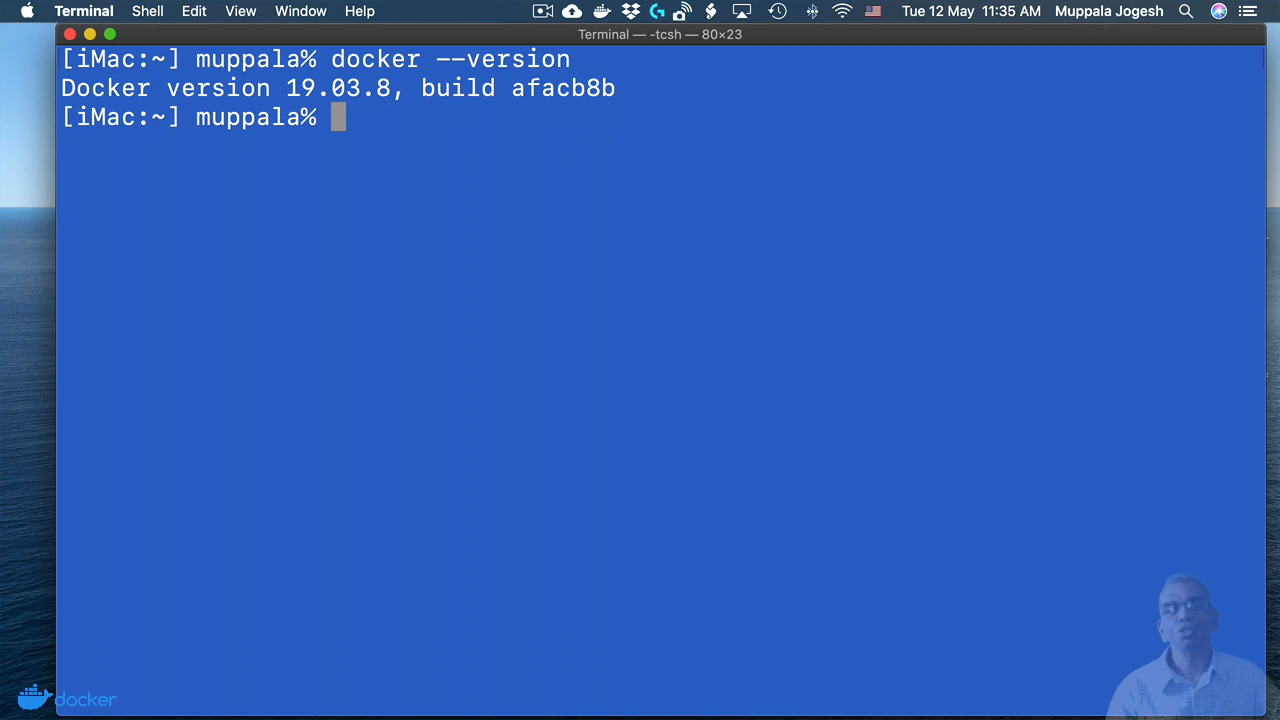 Terminal Shell Edit View Window Help Tue 12 May 11:35 AM Muppala Jogesh
Terminal — -tcsh — 80×23
[iMac:~] muppala% docker --version
Docker version 19.03.8, build afacb8b
[iMac:~] muppala%
docker